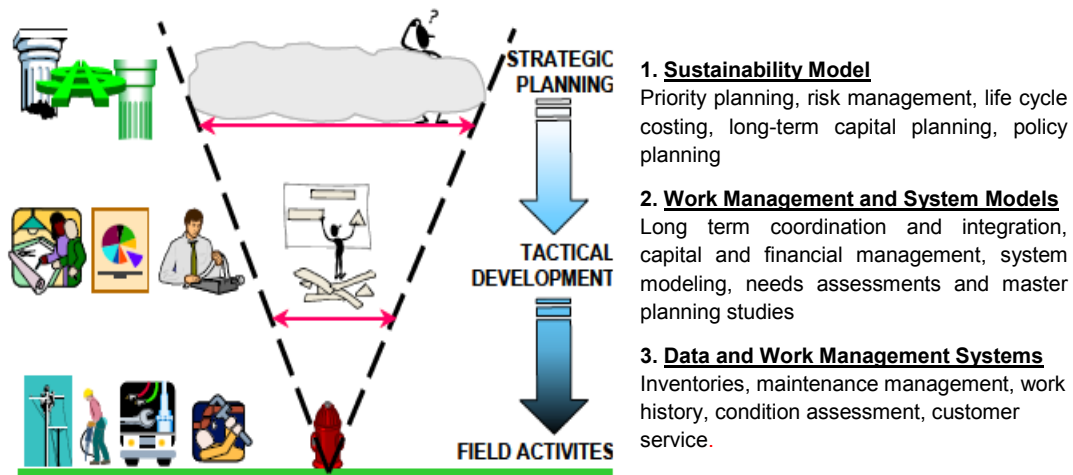 ?
STRATEGIC
PLANNING
TACTICAL
DEVELOPMENT
FIELD ACTIVITES
1. Sustainability Model
Priority planning, risk management, life cycle
costing, long-term capital planning, policy
planning
2. Work Management and System Models
Long term coordination and integration,
capital and financial management, system
modeling, needs assessments and master
planning studies
3. Data and Work Management Systems
Inventories, maintenance management, work
history, condition assessment, customer
service.